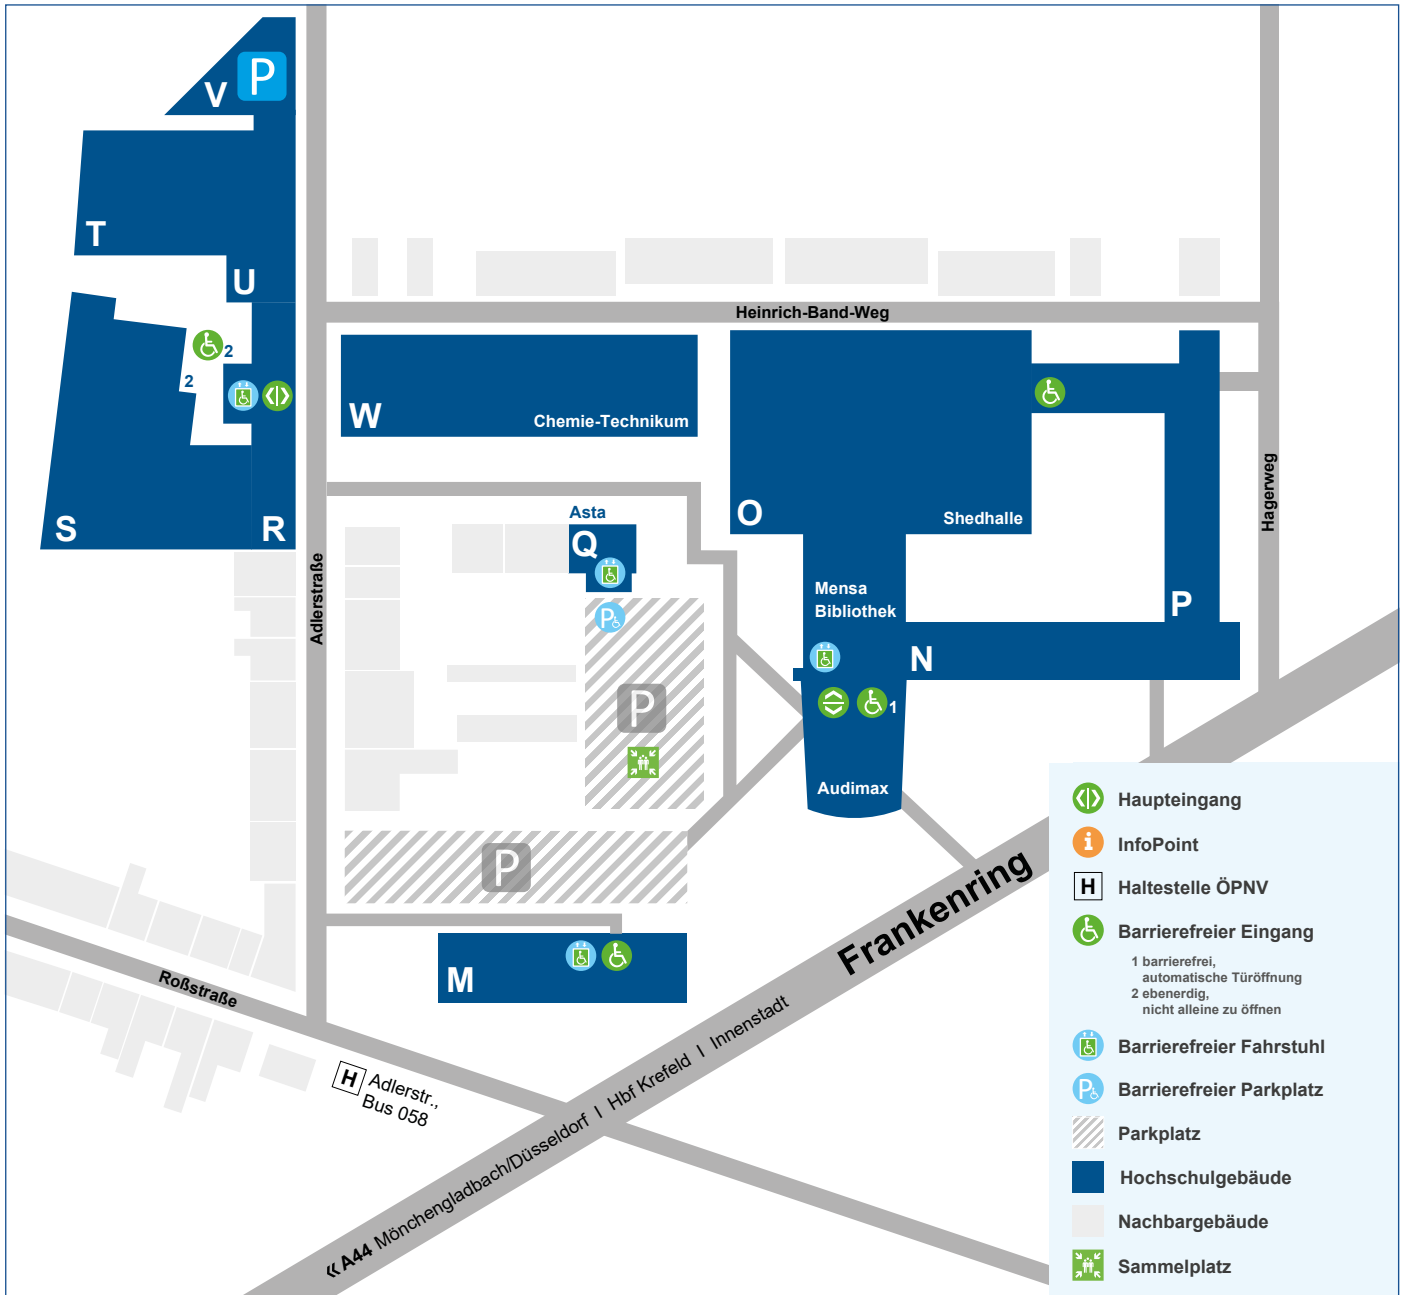 V
P
T
U
Heinrich-Band-Weg
2
2
W
Chemie-Technikum
S
R
Adlerstraße
Asta
Q
O
Shedhalle
Hagerweg
Mensa
Bibliothek
P
P
N
1
P
Audimax
P
M
Frankenring
Roßstraße
H Adlerstr.,
Bus 058
«A44 Mönchengladbach/Düsseldorf I Hbf Krefeld I Innenstadt
Haupteingang
i InfoPoint
H Haltestelle ÖPNV
Barrierefreier Eingang
1 barrierefrei,
automatische Türöffnung
2 ebenerdig,
nicht alleine zu öffnen
Barrierefreier Fahrstuhl
P Barrierefreier Parkplatz
Parkplatz
Hochschulgebäude
Nachbargebäude
Sammelplatz